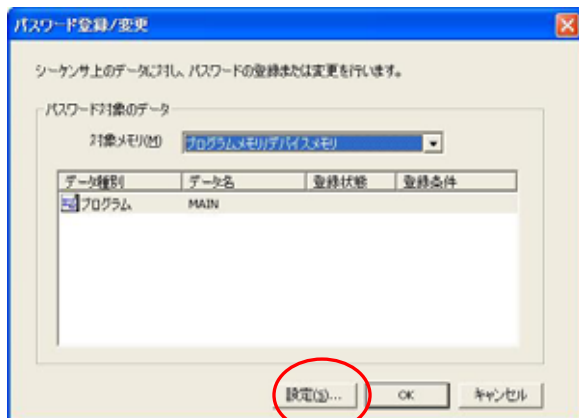 パスワード登録/変更
シーケンサ上のデータに対し、パスワードの登録または変更を行います。
パスワード対象のデータ
対象メモリ(M) プログラムメモリ/デバイスメモリ
データ種別 データ名 登録状態 登録条件
プログラム MAIN
設定(S)... OK キャンセル